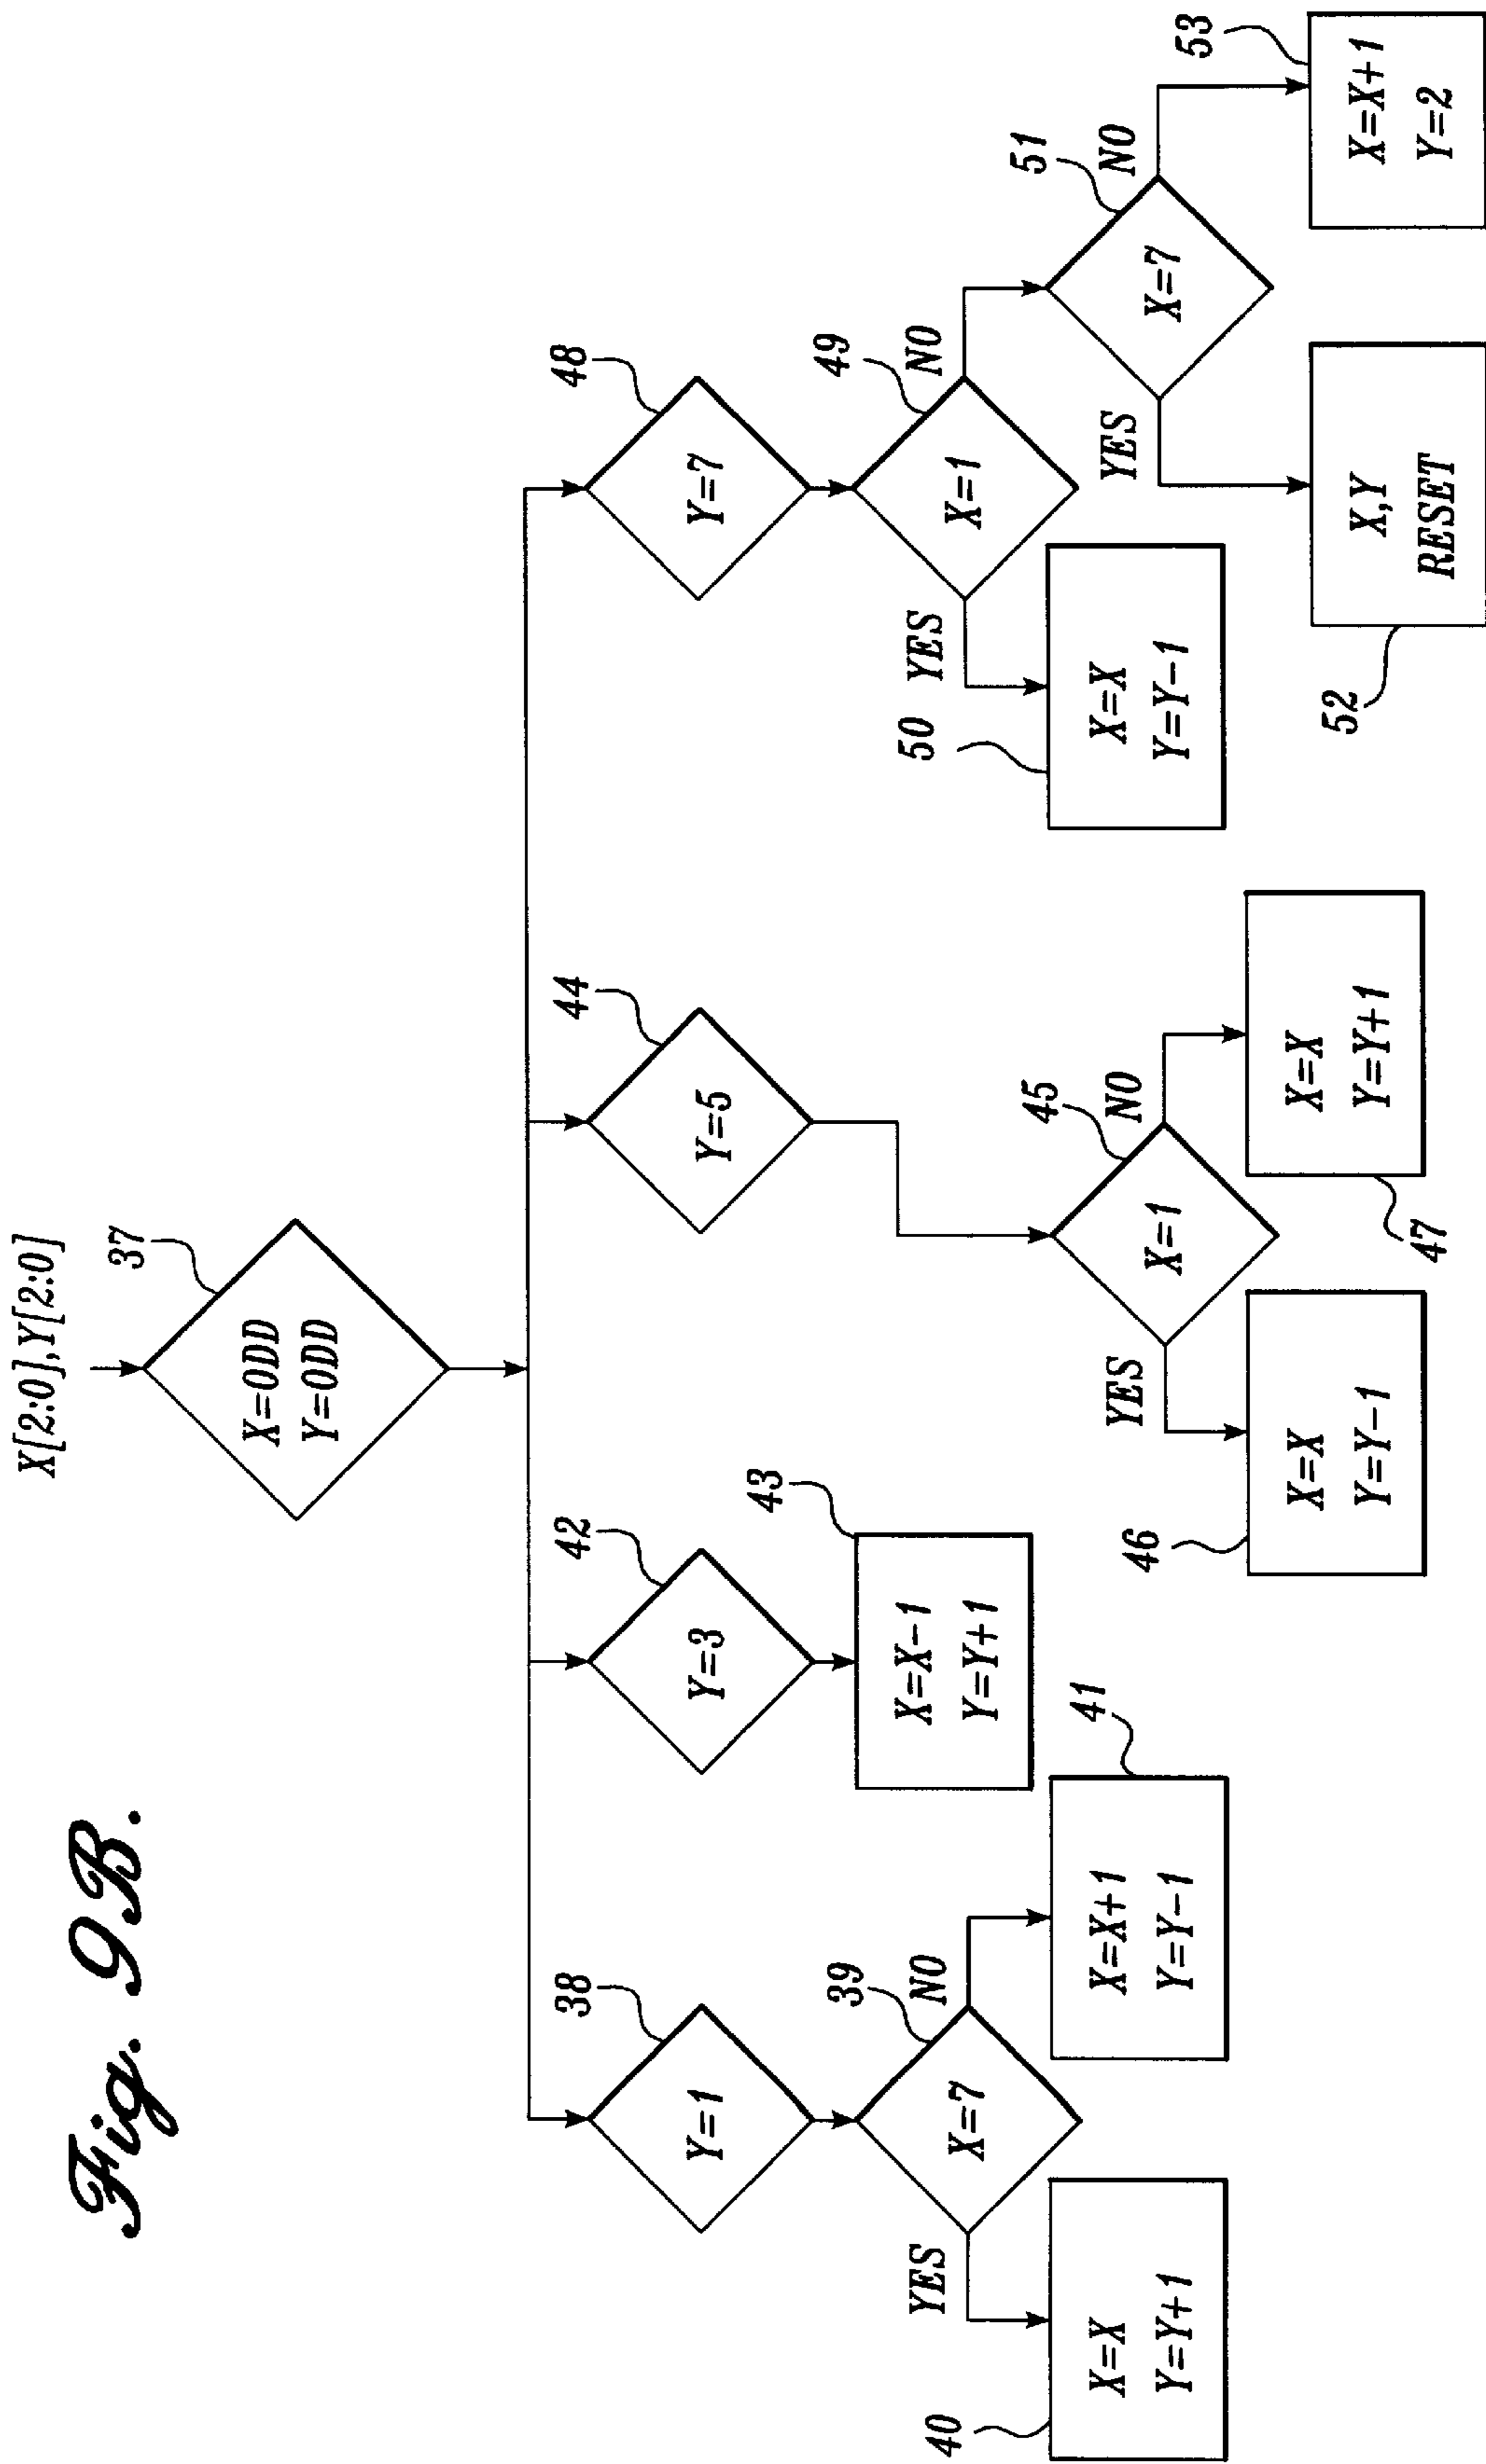 Fig. 9B.
X[2:0],Y[2:0]
37
X=ODD
Y=ODD
38
Y=1
39
X=7
YES
NO
40
X=X
Y=Y+1
41
X=X+1
Y=Y-1
42
Y=3
43
X=X-1
Y=Y+1
44
Y=5
45
X=1
YES
NO
46
X=X
Y=Y-1
47
X=X
Y=Y+1
48
Y=7
49
X=1
YES
NO
50
X=X
Y=Y-1
51
X=7
YES
NO
52
X,Y
RESET
53
X=X+1
Y=2